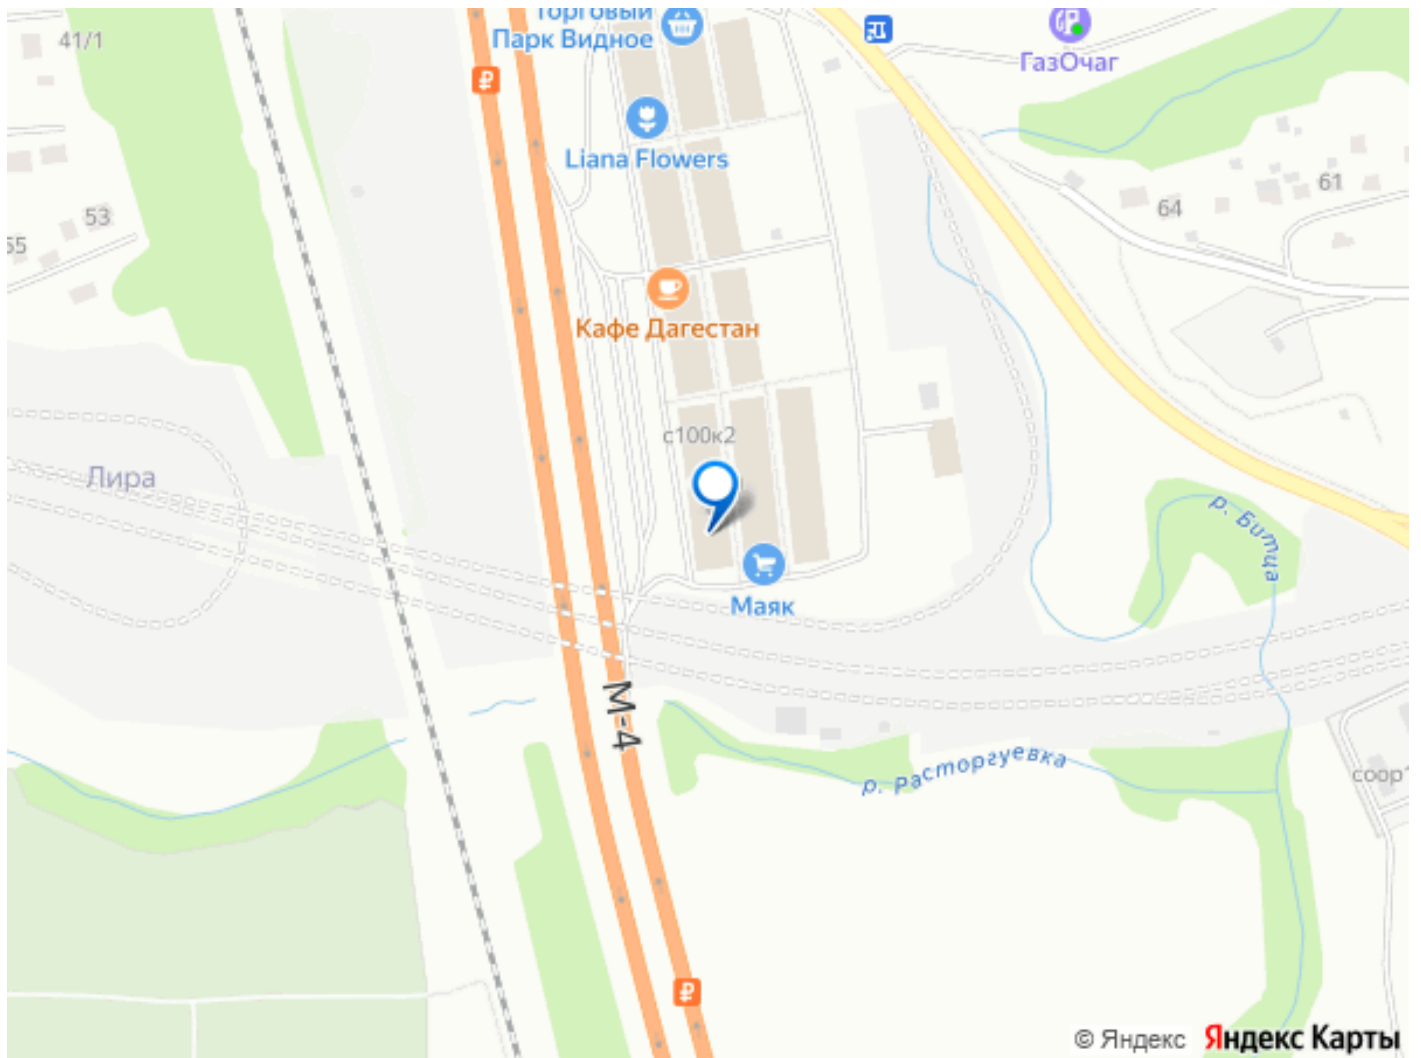 41/1
Торговый
Парк Видное
ГазОчаг
Liana Flowers
61
64
53
55
Кафе Дагестан
с100к2
Лира
р. Битца
Маяк
М-4
р. Расторгуевка
соор1
© Яндекс Яндекс Карты